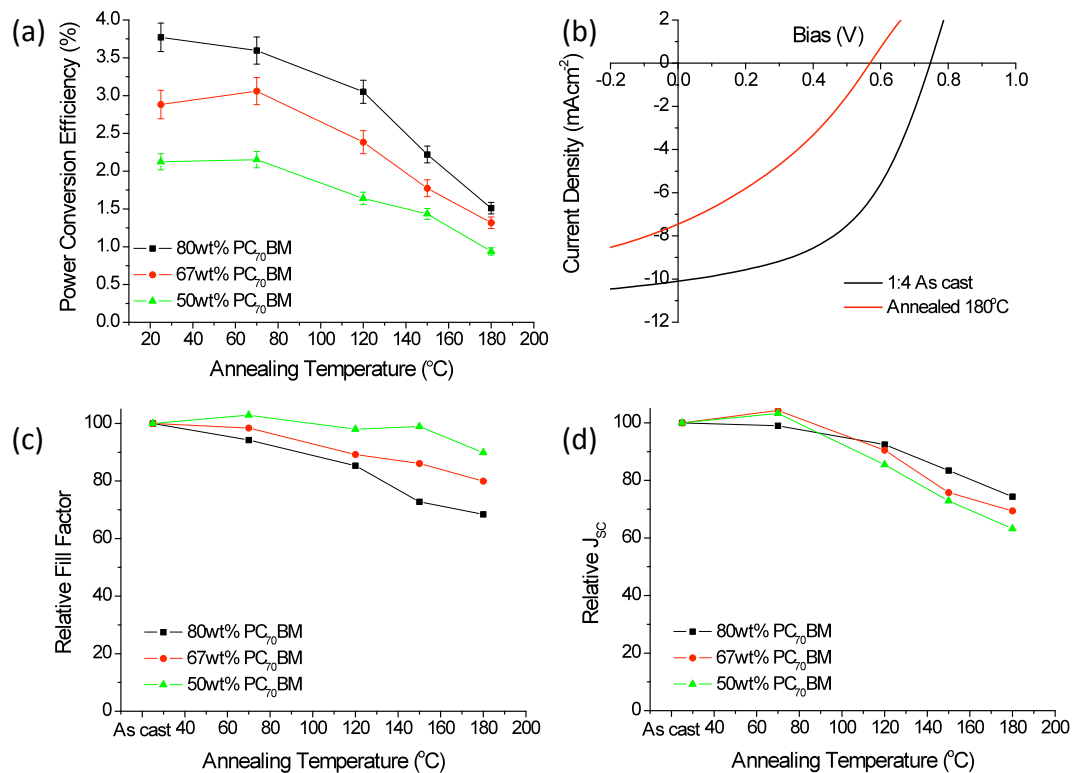 (a)
Power Conversion Efficiency (%)
4.0
3.5
3.0
2.5
2.0
1.5
1.0
0.5
0.0
80wt% PC₇₀BM
67wt% PC₇₀BM
50wt% PC₇₀BM
20 40 60 80 100 120 140 160 180 200
Annealing Temperature (°C)
(b)
Bias (V)
-0.2 0.0 0.2 0.4 0.6 0.8 1.0
Current Density (mAcm⁻²)
2
0
-2
-4
-6
-8
-10
-12
1:4 As cast
Annealed 180°C
(c)
Relative Fill Factor
100
80
60
40
20
0
80wt% PC₇₀BM
67wt% PC₇₀BM
50wt% PC₇₀BM
As cast 40 60 80 100 120 140 160 180 200
Annealing Temperature (°C)
(d)
Relative J_SC
100
80
60
40
20
0
80wt% PC₇₀BM
67wt% PC₇₀BM
50wt% PC₇₀BM
As cast 40 60 80 100 120 140 160 180 200
Annealing Temperature (°C)